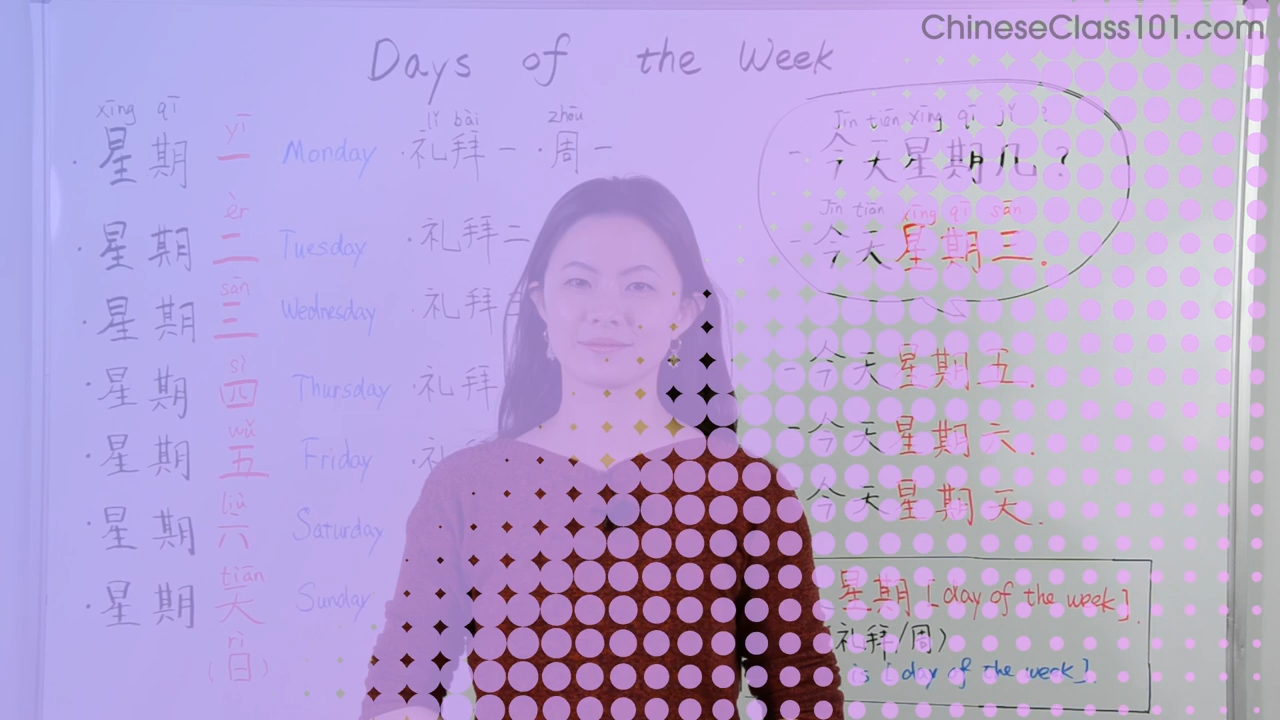 ChineseClass101.com
Days of the Week
xīng qī yī lǐ bài zhōu
· 星期一 Monday · 礼拜一 · 周一
èr
· 星期二 Tuesday · 礼拜二
sān
· 星期三 Wednesday · 礼拜三
sì
· 星期四 Thursday · 礼拜
wǔ
· 星期五 Friday · 礼
liù
· 星期六 Saturday
tiān
· 星期天 Sunday
rì
(日)
Jīn tiān xīng qī jǐ ?
- 今天星期几?
Jīn tiān xīng qī sān
- 今天星期三.
- 今天星期五.
- 今天星期六.
- 今天星期天.
星期 [day of the week].
(礼拜/周)
is [day of the week].